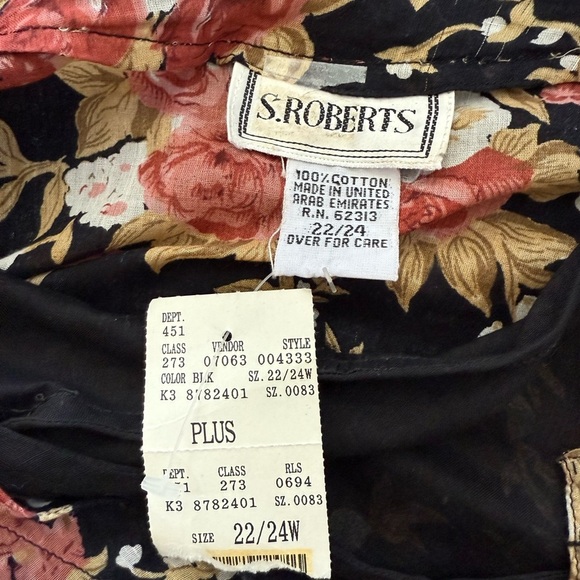 S.ROBERTS
100% COTTON
MADE IN UNITED
ARAB EMIRATES
R.N. 62313
22/24
OVER FOR CARE
DEPT.
451
CLASS VENDOR STYLE
273 07063 004333
COLOR BLK SZ.22/24W
K3 8782401 SZ.0083
PLUS
DEPT. CLASS RLS
273 0694
K3 8782401 SZ.0083
SIZE 22/24W